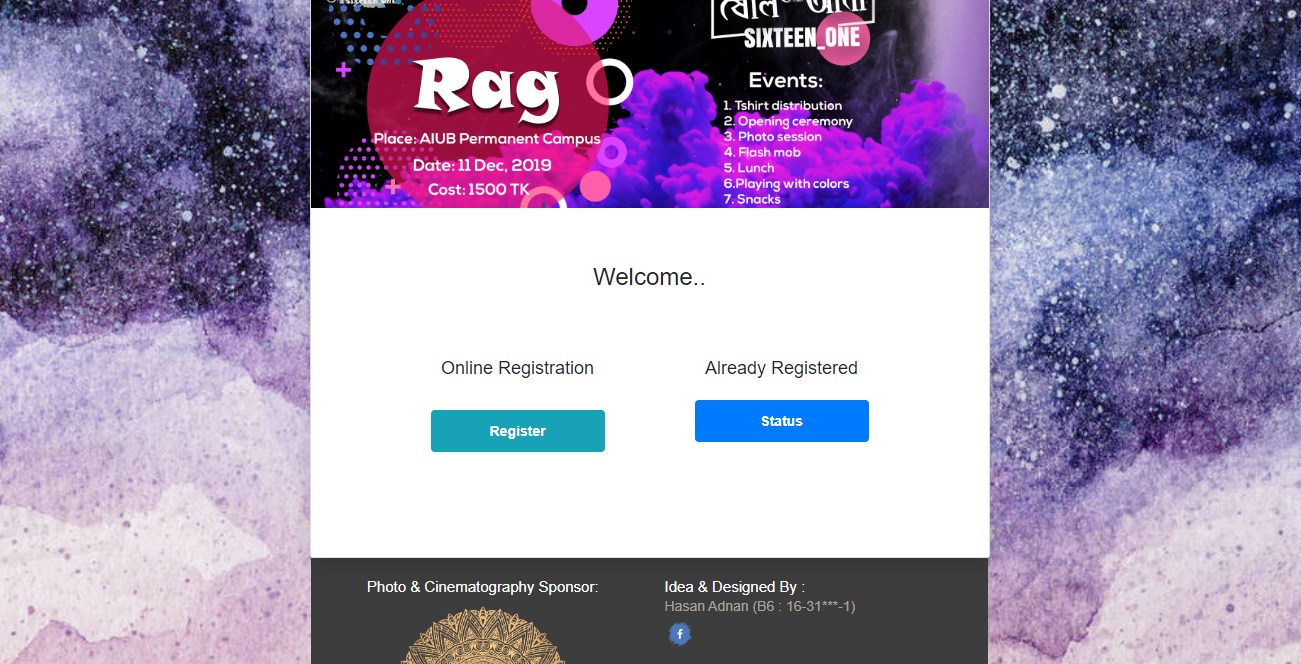 ষোল আনা
SIXTEEN_ONE
Rag
Place: AIUB Permanent Campus
Date: 11 Dec, 2019
Cost: 1500 TK
Events:
1. Tshirt distribution
2. Opening ceremony
3. Photo session
4. Flash mob
5. Lunch
6.Playing with colors
7. Snacks
Welcome..
Online Registration
Already Registered
Register
Status
Photo & Cinematography Sponsor:
Idea & Designed By :
Hasan Adnan (B6 : 16-31***-1)